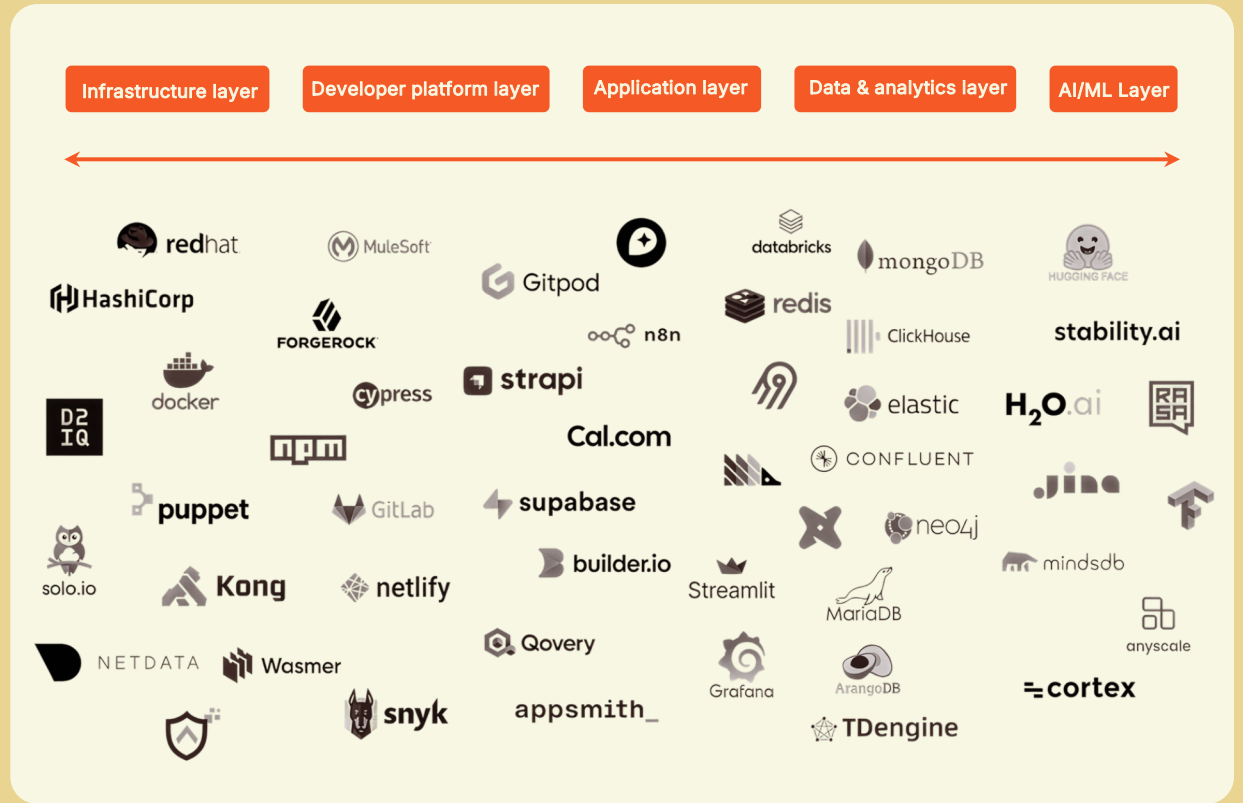 Infrastructure layer
Developer platform layer
Application layer
Data & analytics layer
AI/ML Layer
redhat.
MuleSoft
databricks
mongoDB
HUGGING FACE
Gitpod
HashiCorp
redis
FORGEROCK
n8n
ClickHouse
stability.ai
docker
cypress
strapi
elastic
H2O.ai
RA
SA
D2
IQ
npm
Cal.com
CONFLUENT
Jina
puppet
GitLab
supabase
neo4j
solo.io
Kong
netlify
builder.io
Streamlit
MariaDB
mindsdb
anyscale
NETDATA
Wasmer
Qovery
Grafana
ArangoDB
cortex
snyk
appsmith_
TDengine